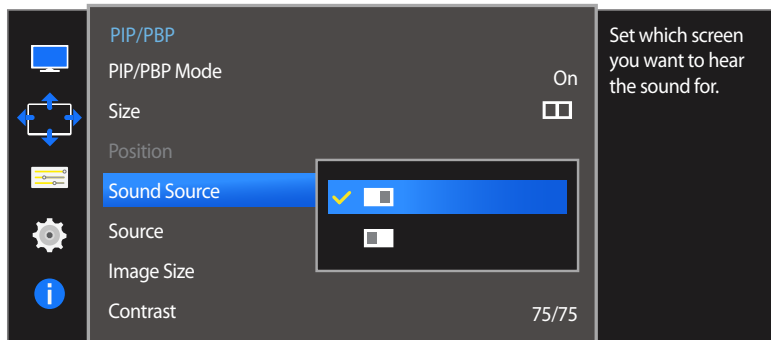 PIP/PBP
PIP/PBP Mode
On
Size
Position
Sound Source
Source
Image Size
Contrast
75/75
Set which screen
you want to hear
the sound for.